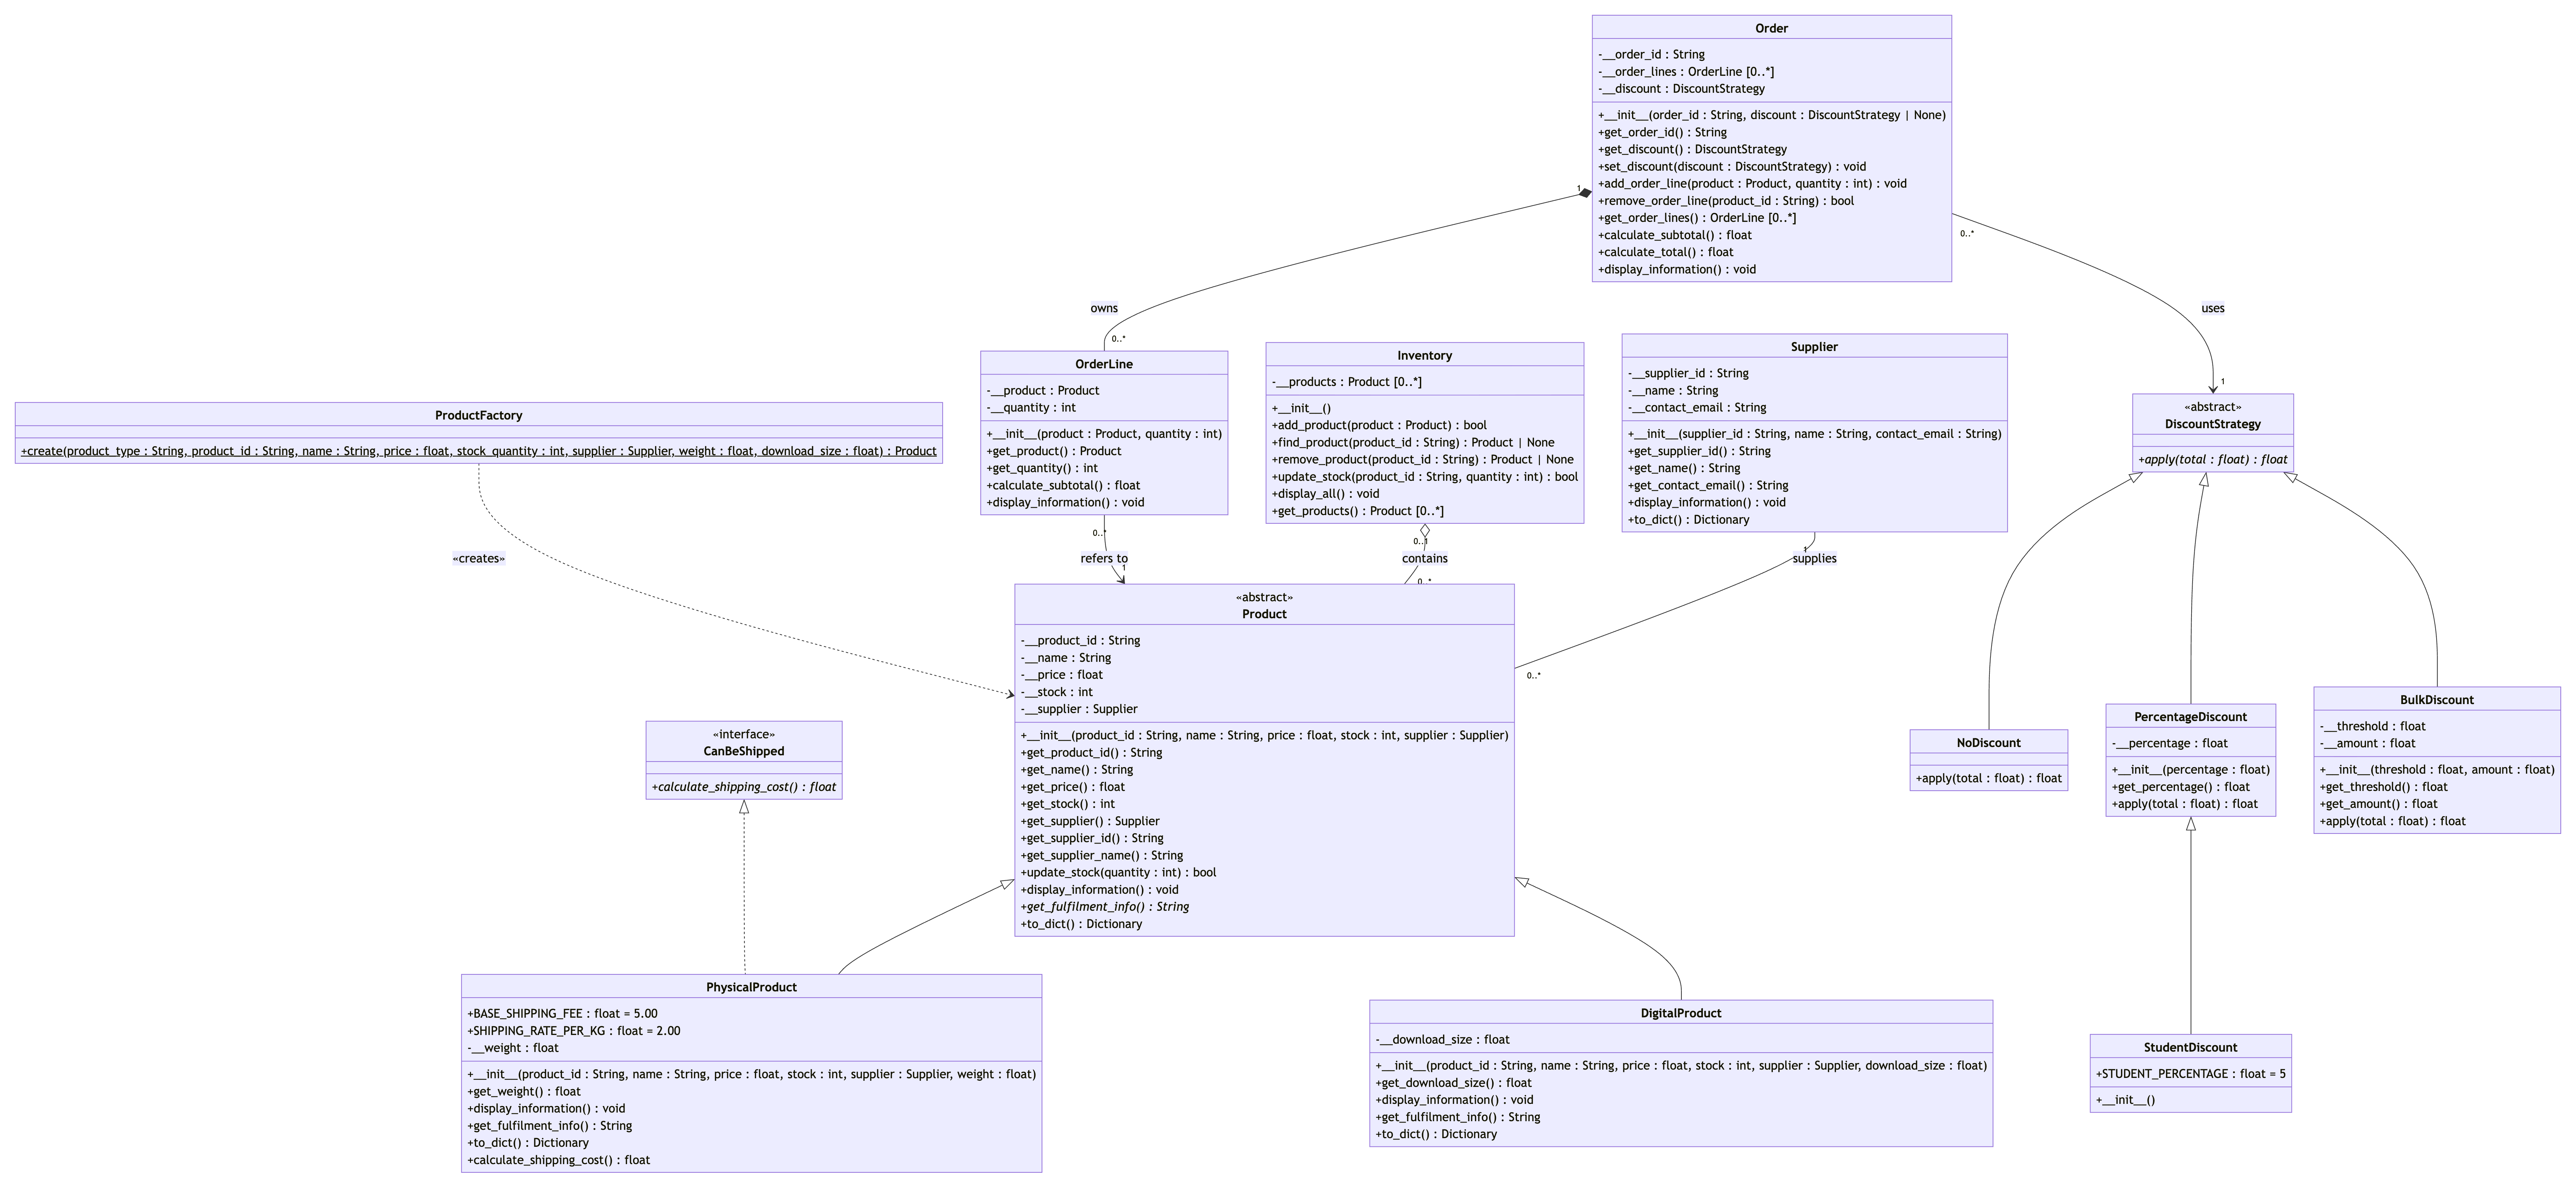 Order
-__order_id : String
-__order_lines : OrderLine [0..*]
-__discount : DiscountStrategy
+__init__(order_id : String, discount : DiscountStrategy | None)
+get_order_id() : String
+get_discount() : DiscountStrategy
+set_discount(discount : DiscountStrategy) : void
+add_order_line(product : Product, quantity : int) : void
+remove_order_line(product_id : String) : bool
+get_order_lines() : OrderLine [0..*]
+calculate_subtotal() : float
+calculate_total() : float
+display_information() : void
1
0..*
owns
uses
0..*
1
OrderLine
-__product : Product
-__quantity : int
+__init__(product : Product, quantity : int)
+get_product() : Product
+get_quantity() : int
+calculate_subtotal() : float
+display_information() : void
Inventory
-__products : Product [0..*]
+__init__()
+add_product(product : Product) : bool
+find_product(product_id : String) : Product | None
+remove_product(product_id : String) : Product | None
+update_stock(product_id : String, quantity : int) : bool
+display_all() : void
+get_products() : Product [0..*]
Supplier
-__supplier_id : String
-__name : String
-__contact_email : String
+__init__(supplier_id : String, name : String, contact_email : String)
+get_supplier_id() : String
+get_name() : String
+get_contact_email() : String
+display_information() : void
+to_dict() : Dictionary
ProductFactory
+create(product_type : String, product_id : String, name : String, price : float, stock_quantity : int, supplier : Supplier, weight : float, download_size : float) : Product
«abstract»
DiscountStrategy
+apply(total : float) : float
«creates»
0..*
refers to
1
0..1
contains
0..*
1
supplies
0..*
«abstract»
Product
-__product_id : String
-__name : String
-__price : float
-__stock : int
-__supplier : Supplier
+__init__(product_id : String, name : String, price : float, stock : int, supplier : Supplier)
+get_product_id() : String
+get_name() : String
+get_price() : float
+get_stock() : int
+get_supplier() : Supplier
+get_supplier_id() : String
+get_supplier_name() : String
+update_stock(quantity : int) : bool
+display_information() : void
+get_fulfilment_info() : String
+to_dict() : Dictionary
«interface»
CanBeShipped
+calculate_shipping_cost() : float
NoDiscount
+apply(total : float) : float
PercentageDiscount
-__percentage : float
+__init__(percentage : float)
+get_percentage() : float
+apply(total : float) : float
BulkDiscount
-__threshold : float
-__amount : float
+__init__(threshold : float, amount : float)
+get_threshold() : float
+get_amount() : float
+apply(total : float) : float
PhysicalProduct
+BASE_SHIPPING_FEE : float = 5.00
+SHIPPING_RATE_PER_KG : float = 2.00
-__weight : float
+__init__(product_id : String, name : String, price : float, stock : int, supplier : Supplier, weight : float)
+get_weight() : float
+display_information() : void
+get_fulfilment_info() : String
+to_dict() : Dictionary
+calculate_shipping_cost() : float
DigitalProduct
-__download_size : float
+__init__(product_id : String, name : String, price : float, stock : int, supplier : Supplier, download_size : float)
+get_download_size() : float
+display_information() : void
+get_fulfilment_info() : String
+to_dict() : Dictionary
StudentDiscount
+STUDENT_PERCENTAGE : float = 5
+__init__()